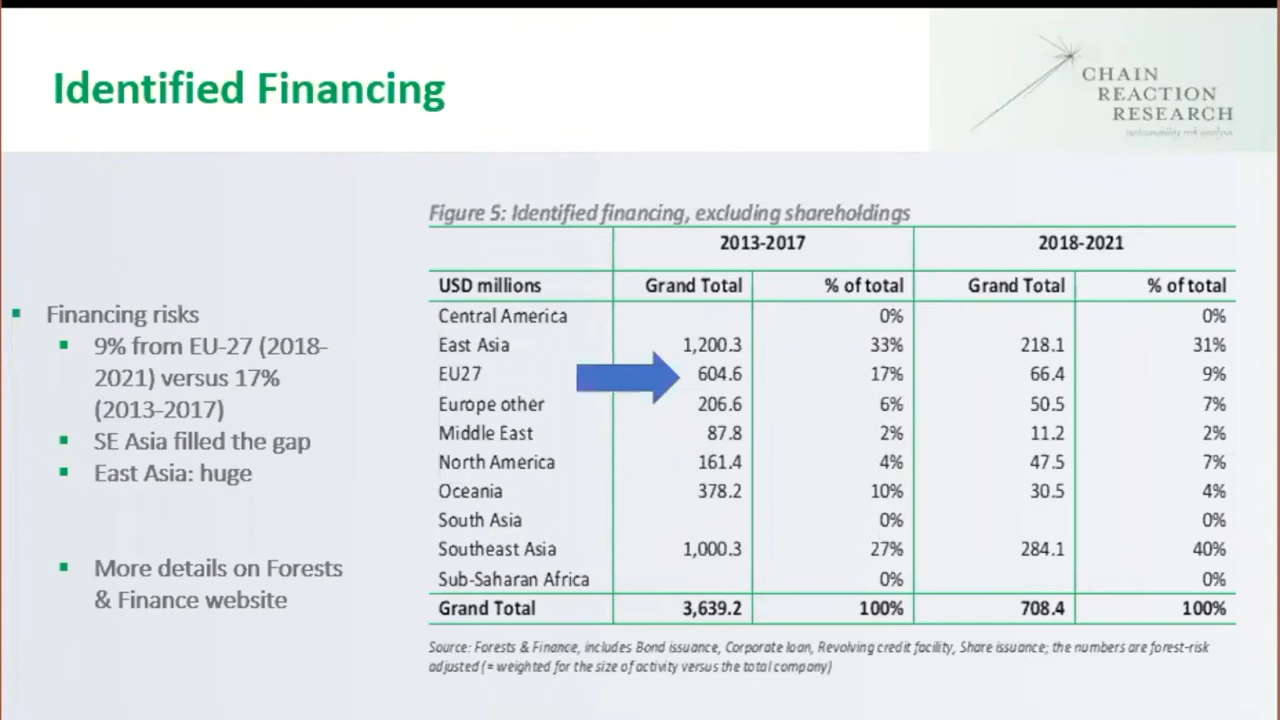 Identified Financing
CHAIN
REACTION
RESEARCH
sustainability risk analysis
Financing risks
9% from EU-27 (2018-
2021) versus 17%
(2013-2017)
SE Asia filled the gap
East Asia: huge
More details on Forests
& Finance website
Figure 5: Identified financing, excluding shareholdings
2013-2017 2018-2021
USD millions Grand Total % of total Grand Total % of total
Central America 0% 0%
East Asia 1,200.3 33% 218.1 31%
EU27 604.6 17% 66.4 9%
Europe other 206.6 6% 50.5 7%
Middle East 87.8 2% 11.2 2%
North America 161.4 4% 47.5 7%
Oceania 378.2 10% 30.5 4%
South Asia 0% 0%
Southeast Asia 1,000.3 27% 284.1 40%
Sub-Saharan Africa 0% 0%
Grand Total 3,639.2 100% 708.4 100%
Source: Forests & Finance, includes Bond issuance, Corporate loan, Revolving credit facility, Share issuance; the numbers are forest-risk
adjusted (= weighted for the size of activity versus the total company)